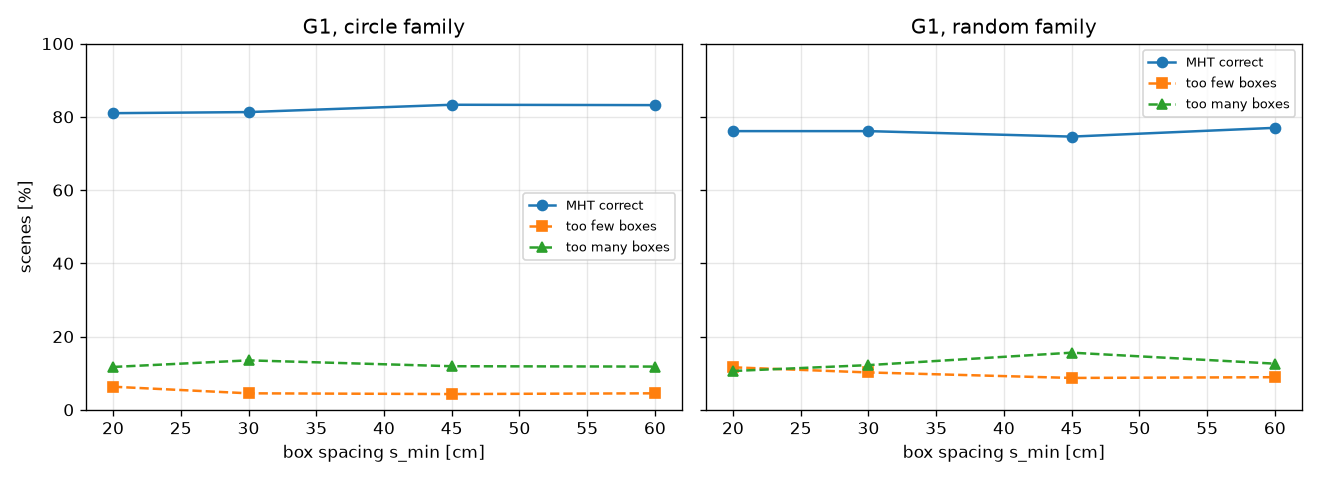 G1, circle family
100
80
60
40
20
0
scenes [%]
MHT correct
too few boxes
too many boxes
20 25 30 35 40 45 50 55 60
box spacing s_min [cm]
G1, random family
MHT correct
too few boxes
too many boxes
20 25 30 35 40 45 50 55 60
box spacing s_min [cm]